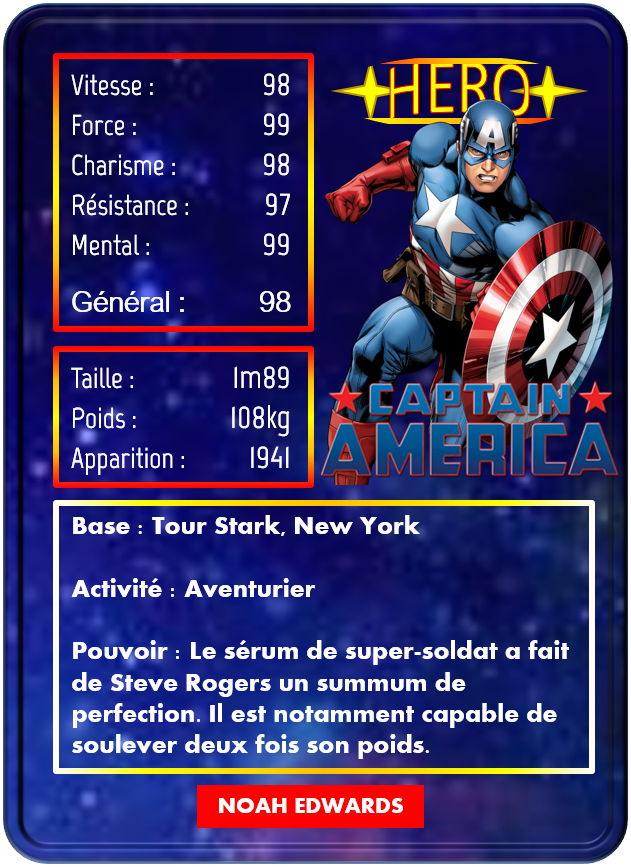 Vitesse : 98
Force : 99
Charisme : 98
Résistance : 97
Mental : 99
Général : 98
HERO
A
Taille : 1m89
Poids : 108kg
Apparition : 1941
CAPTAIN
AMERICA
Base : Tour Stark, New York
Activité : Aventurier
Pouvoir : Le sérum de super-soldat a fait
de Steve Rogers un summum de
perfection. Il est notamment capable de
soulever deux fois son poids.
NOAH EDWARDS